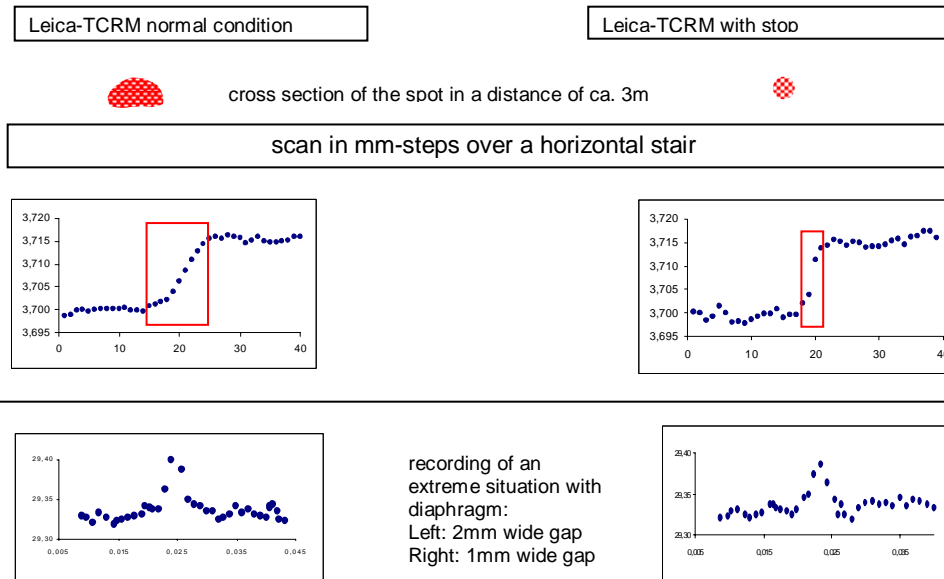 Leica-TCRM normal condition
Leica-TCRM with stop
cross section of the spot in a distance of ca. 3m
scan in mm-steps over a horizontal stair
3,720
3,715
3,711
3,706
3,700
3,695
0 10 20 30 40
3,720
3,715
3,711
3,706
3,700
3,695
0 10 20 30 40
29,40
29,35
29,30
0,005 0,015 0,025 0,035 0,045
recording of an
extreme situation with
diaphragm:
Left: 2mm wide gap
Right: 1mm wide gap
29,40
29,35
29,30
0,005 0,015 0,025 0,035